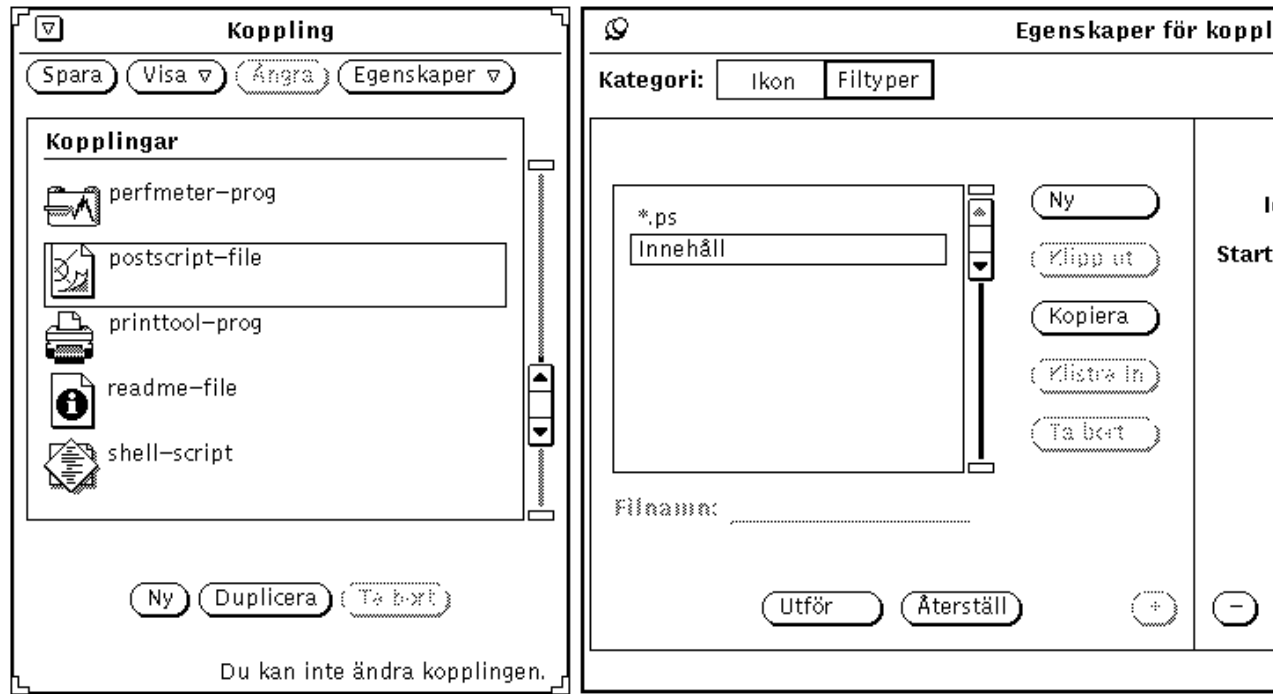 Koppling
Spara Visa Ångra Egenskaper
Kopplingar
perfmeter-prog
postscript-file
printtool-prog
readme-file
shell-script
Ny Duplicera Ta bort
Du kan inte ändra kopplingen.
Egenskaper för koppl
Kategori: Ikon Filtyper
*.ps
Innehåll
Ny
Klipp ut
Kopiera
Klistra in
Ta bort
Filnamn:
Utför Återställ + −
Start